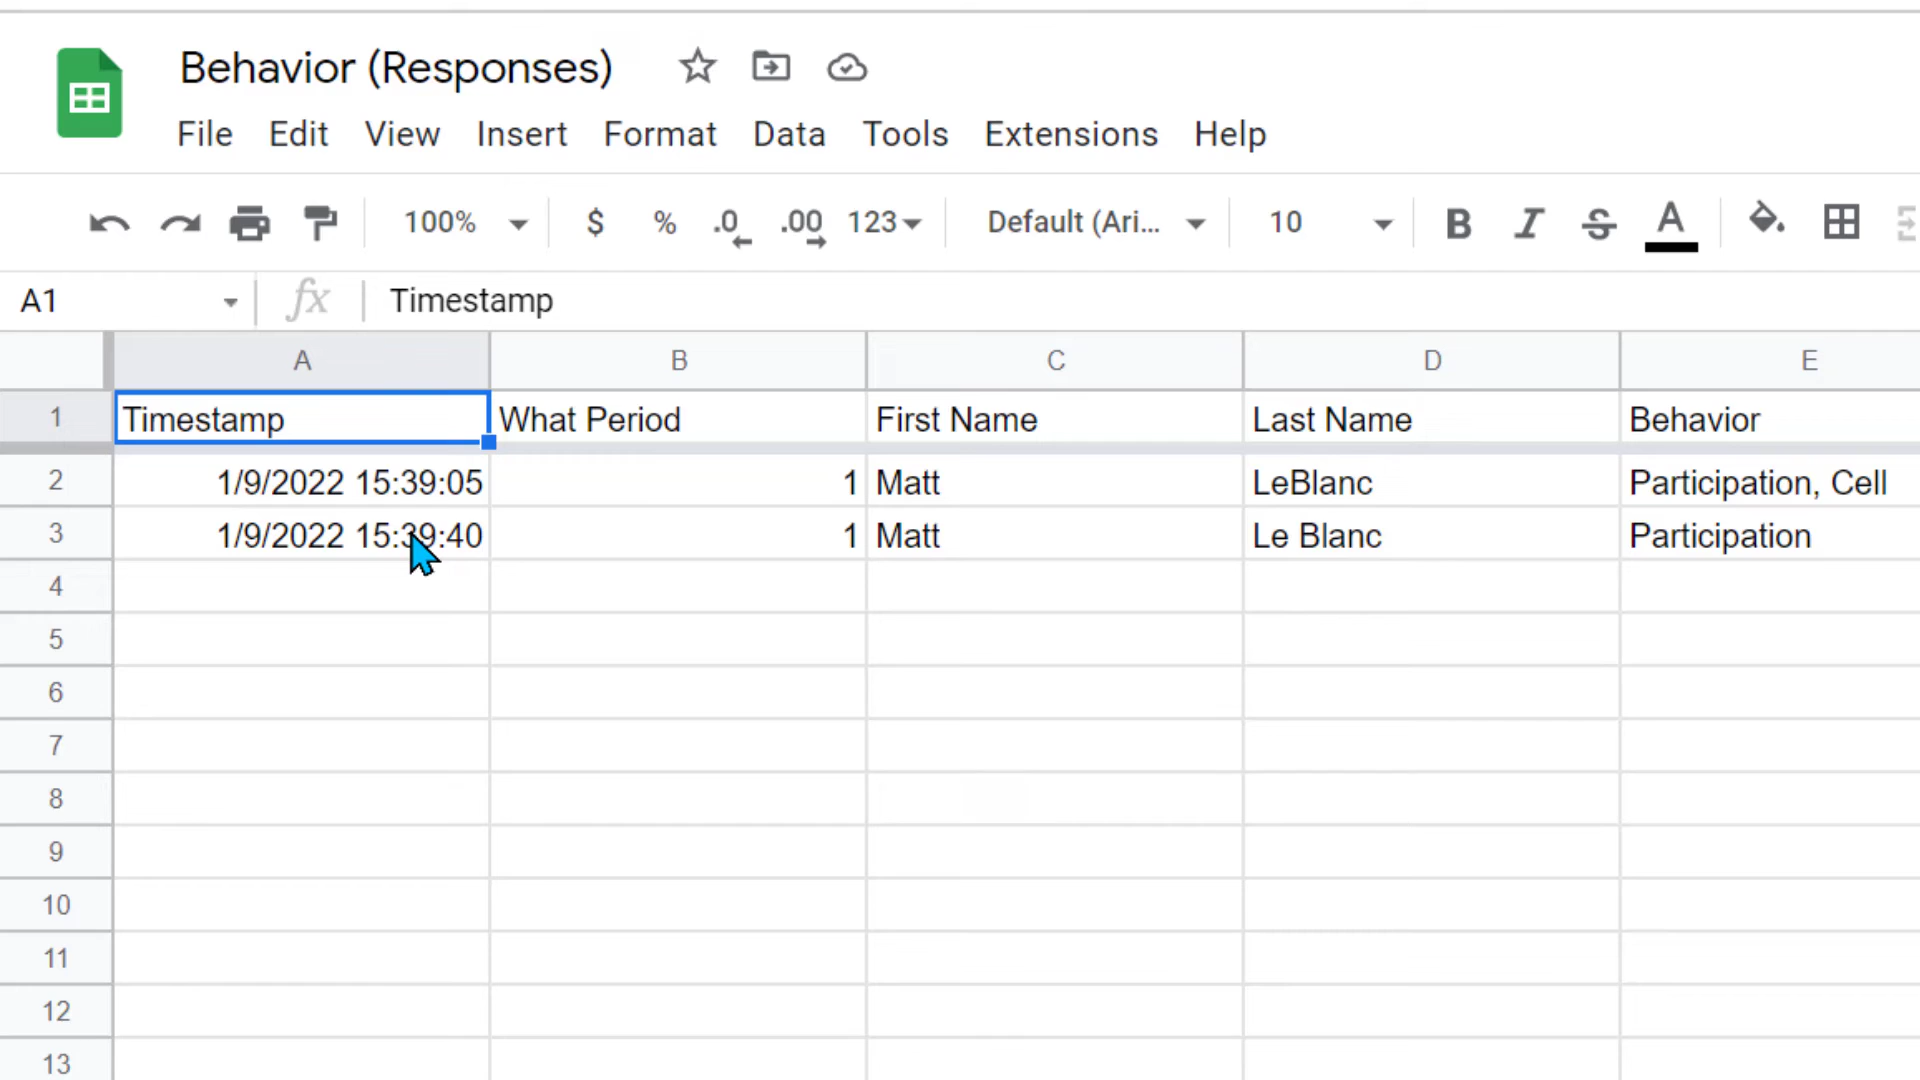 Behavior (Responses)
File Edit View Insert Format Data Tools Extensions Help
100% $ % .0 .00 123 Default (Ari... 10 B I S A
A1 fx Timestamp
A B C D E
1 Timestamp What Period First Name Last Name Behavior
2 1/9/2022 15:39:05 1 Matt LeBlanc Participation, Cell
3 1/9/2022 15:39:40 1 Matt Le Blanc Participation
4
5
6
7
8
9
10
11
12
13